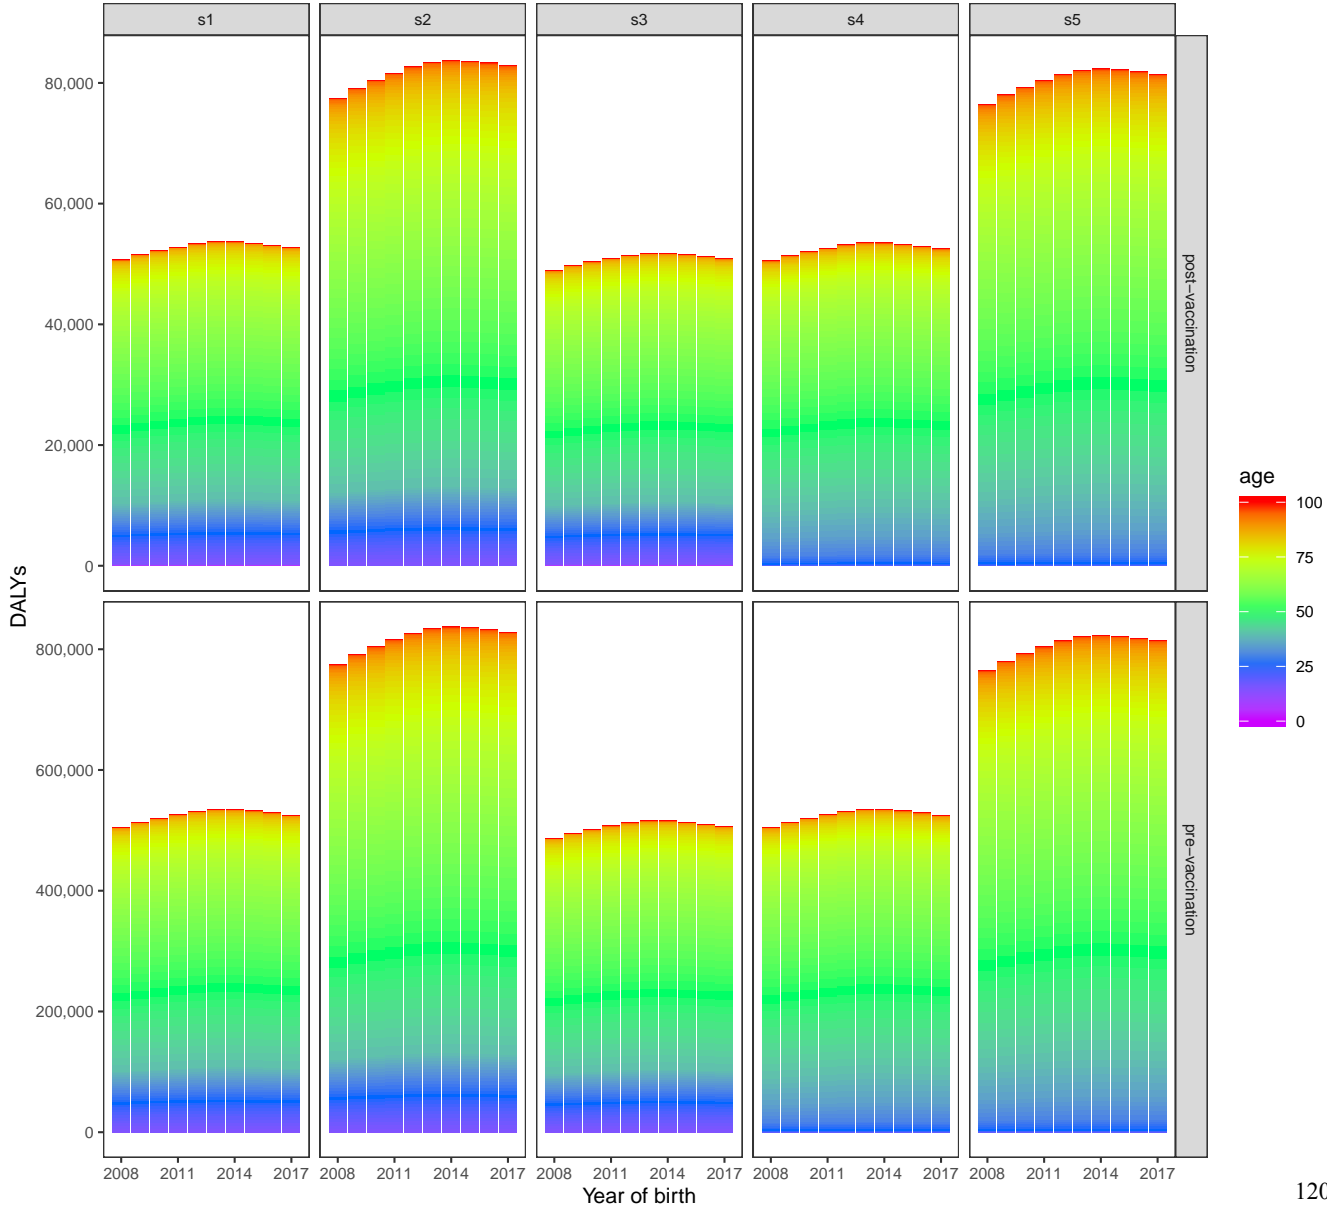 s1 s2 s3 s4 s5
80,000
60,000
40,000
20,000
0
post−vaccination
800,000
600,000
400,000
200,000
0
pre−vaccination
DALYs
2008 2011 2014 2017 2008 2011 2014 2017 2008 2011 2014 2017 2008 2011 2014 2017 2008 2011 2014 2017
Year of birth
age
100
75
50
25
0
120